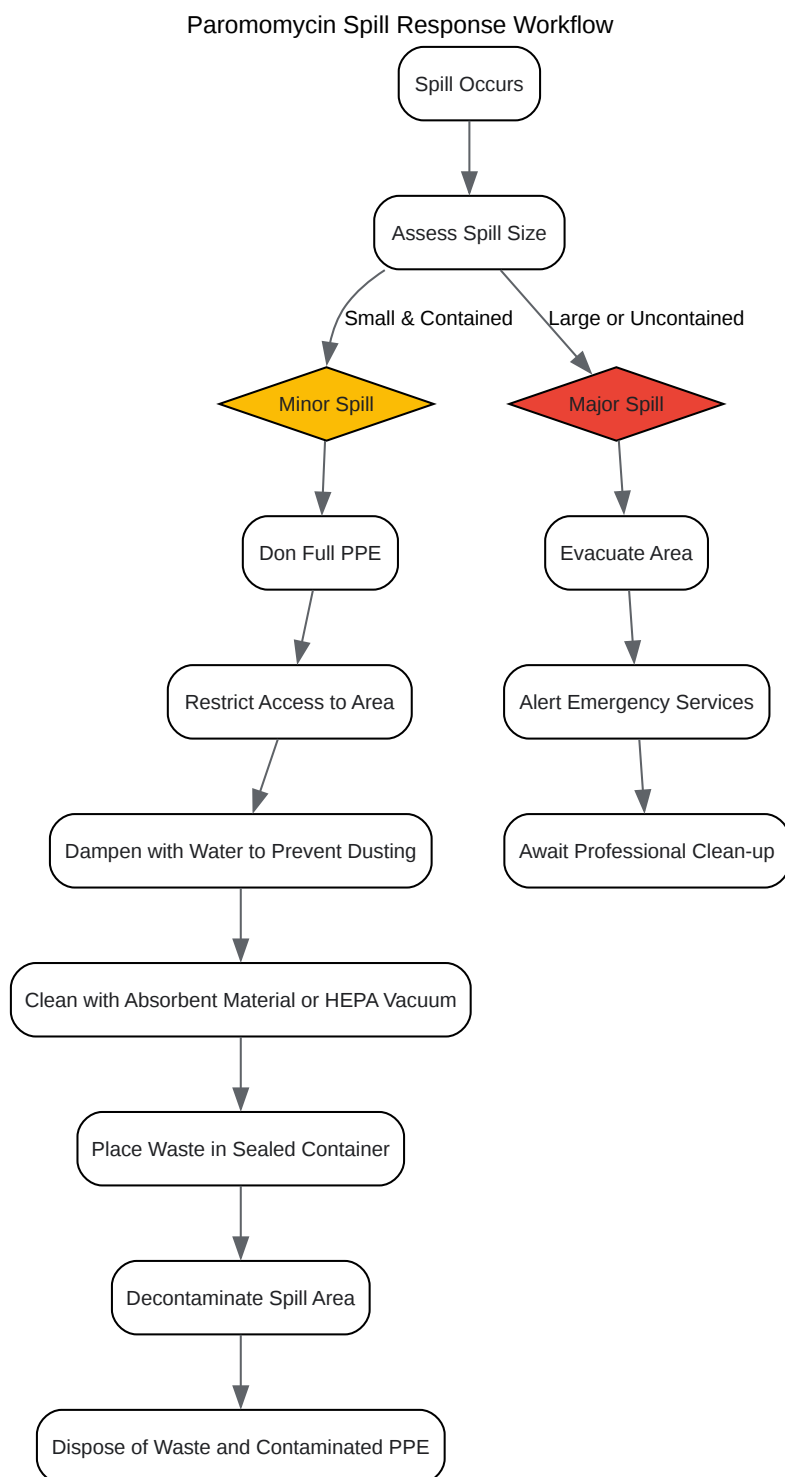 Paromomycin Spill Response Workflow
Spill Occurs
Assess Spill Size
Small & Contained
Large or Uncontained
Minor Spill
Major Spill
Don Full PPE
Evacuate Area
Restrict Access to Area
Alert Emergency Services
Dampen with Water to Prevent Dusting
Await Professional Clean-up
Clean with Absorbent Material or HEPA Vacuum
Place Waste in Sealed Container
Decontaminate Spill Area
Dispose of Waste and Contaminated PPE